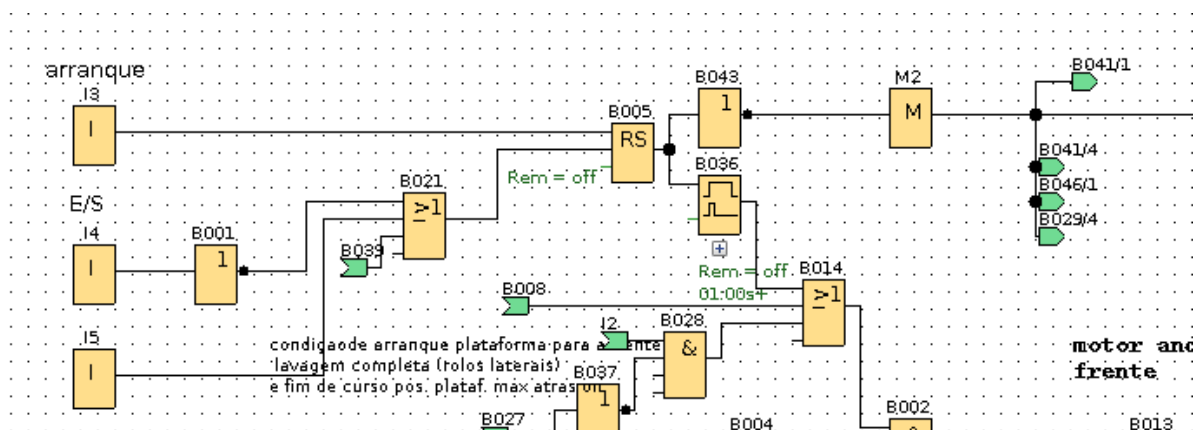 arranque
I3
I
B005
RS
Rem = off
B043
1
M2
M
B041/1
B041/4
B046/1
B029/4
B036
Rem = off
01:00s+
E/S
I4
I
B001
1
B021
≥1
B039
B008
B014
≥1
I2
B028
&
I5
I
condiçaode arranque plataforma para a frente
lavagem completa (rolos laterais)
e fim de curso pos. plataf. max atras on
B037
1
B027
B004
B002
B013
motor and
frente